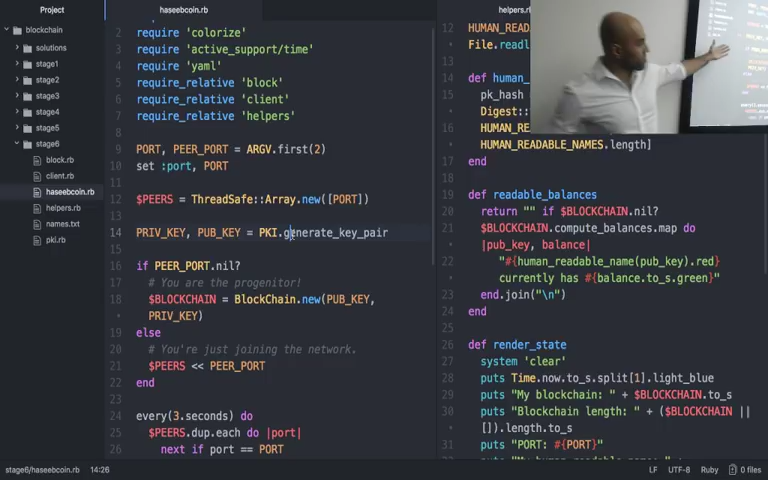 Project
haseebcoin.rb
helpers.rb
blockchain
solutions
stage1
stage2
stage3
stage4
stage5
stage6
block.rb
client.rb
haseebcoin.rb
helpers.rb
names.txt
pki.rb
2 require 'colorize'
3 require 'active_support/time'
4 require 'yaml'
5 require_relative 'block'
6 require_relative 'client'
7 require_relative 'helpers'
8
9 PORT, PEER_PORT = ARGV.first(2)
10 set :port, PORT
11
12 $PEERS = ThreadSafe::Array.new([PORT])
13
14 PRIV_KEY, PUB_KEY = PKI.generate_key_pair
15
16 if PEER_PORT.nil?
17 # You are the progenitor!
18 $BLOCKCHAIN = BlockChain.new(PUB_KEY,
• PRIV_KEY)
19 else
20 # You're just joining the network.
21 $PEERS << PEER_PORT
22 end
23
24 every(3.seconds) do
25 $PEERS.dup.each do |port|
26 next if port == PORT
12 HUMAN_READABLE
• File.readl
13
14 def human_
15 pk_hash
• Digest::
16 HUMAN_RE
• HUMAN_READABLE_NAMES.length]
17 end
18
19 def readable_balances
20 return "" if $BLOCKCHAIN.nil?
21 $BLOCKCHAIN.compute_balances.map do
• |pub_key, balance|
22 "#{human_readable_name(pub_key).red}
• currently has #{balance.to_s.green}"
23 end.join("\n")
24 end
25
26 def render_state
27 system 'clear'
28 puts Time.now.to_s.split[1].light_blue
29 puts "My blockchain: " + $BLOCKCHAIN.to_s
30 puts "Blockchain length: " + ($BLOCKCHAIN ||
• []).length.to_s
31 puts "PORT: #{PORT}"
stage6/haseebcoin.rb 14:26
LF UTF-8 Ruby 0 files